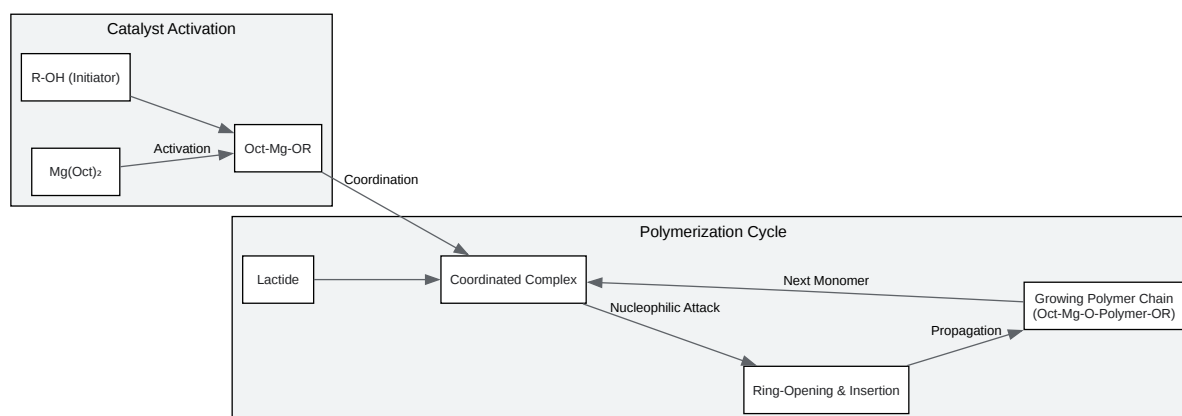 Catalyst Activation
R-OH (Initiator)
Activation
Oct-Mg-OR
Mg(Oct)₂
Coordination
Polymerization Cycle
Lactide
Coordinated Complex
Next Monomer
Growing Polymer Chain
(Oct-Mg-O-Polymer-OR)
Nucleophilic Attack
Propagation
Ring-Opening & Insertion